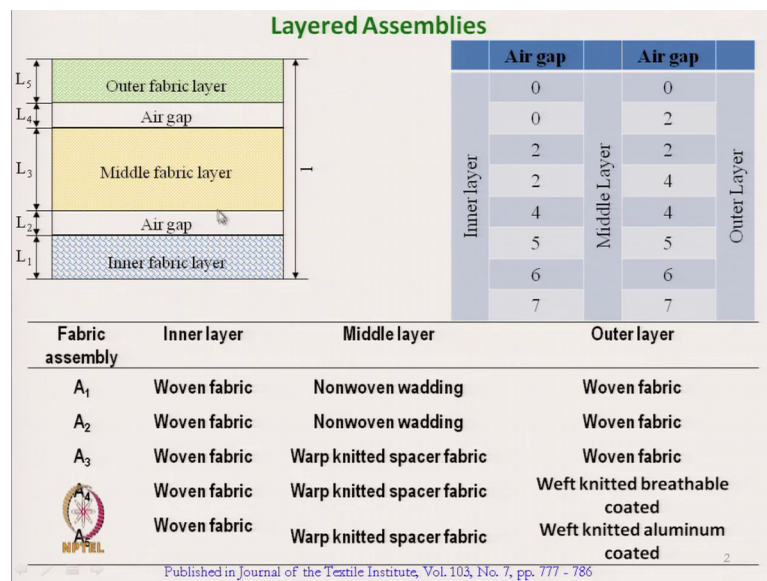 Layered Assemblies
L5
Outer fabric layer
L4
Air gap
L3
Middle fabric layer
L2
Air gap
L1
Inner fabric layer
l
Air gap Air gap
Inner layer
Middle Layer
Outer Layer
0 0
0 2
2 2
2 4
4 4
5 5
6 6
7 7
Fabric assembly Inner layer Middle layer Outer layer
A1 Woven fabric Nonwoven wadding Woven fabric
A2 Woven fabric Nonwoven wadding Woven fabric
A3 Woven fabric Warp knitted spacer fabric Woven fabric
A4 Woven fabric Warp knitted spacer fabric Weft knitted breathable coated
A5 Woven fabric Warp knitted spacer fabric Weft knitted aluminum coated
NPTEL
2
Published in Journal of the Textile Institute, Vol. 103, No. 7, pp. 777 - 786